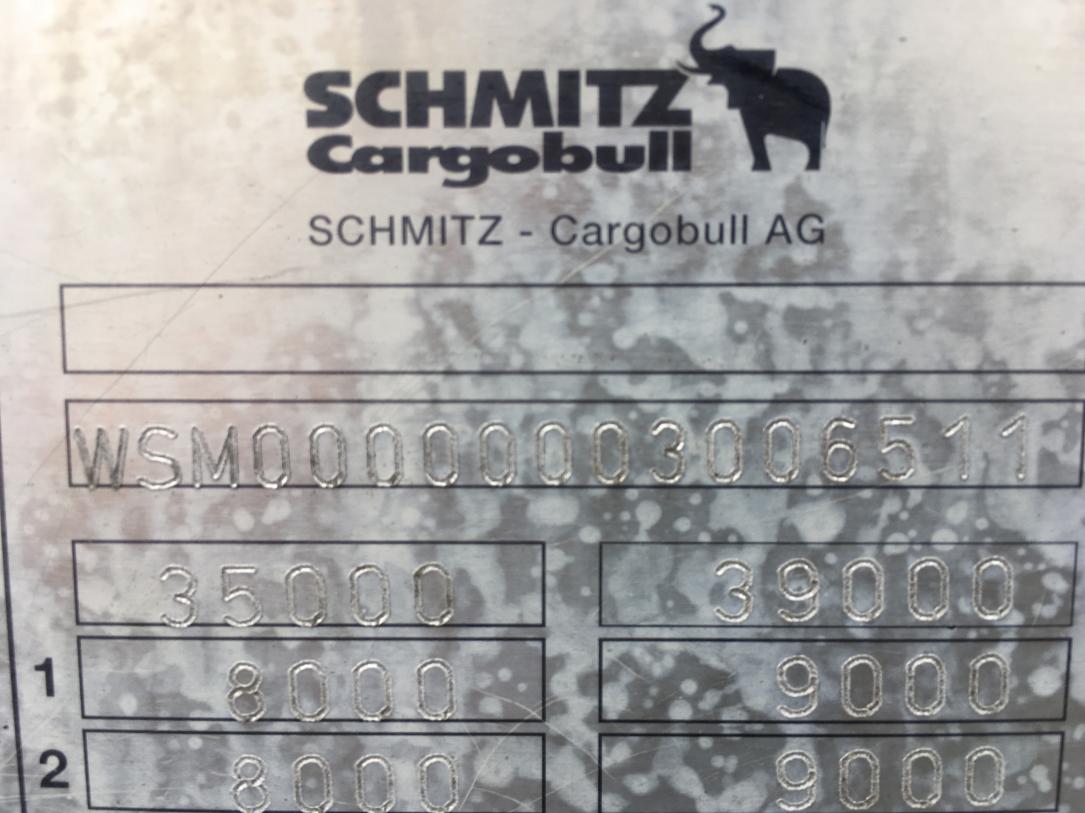 SCHMITZ
Cargobull
SCHMITZ - Cargobull AG
WSM00000003006511
35000 39000
1 8000 9000
2 8000 9000